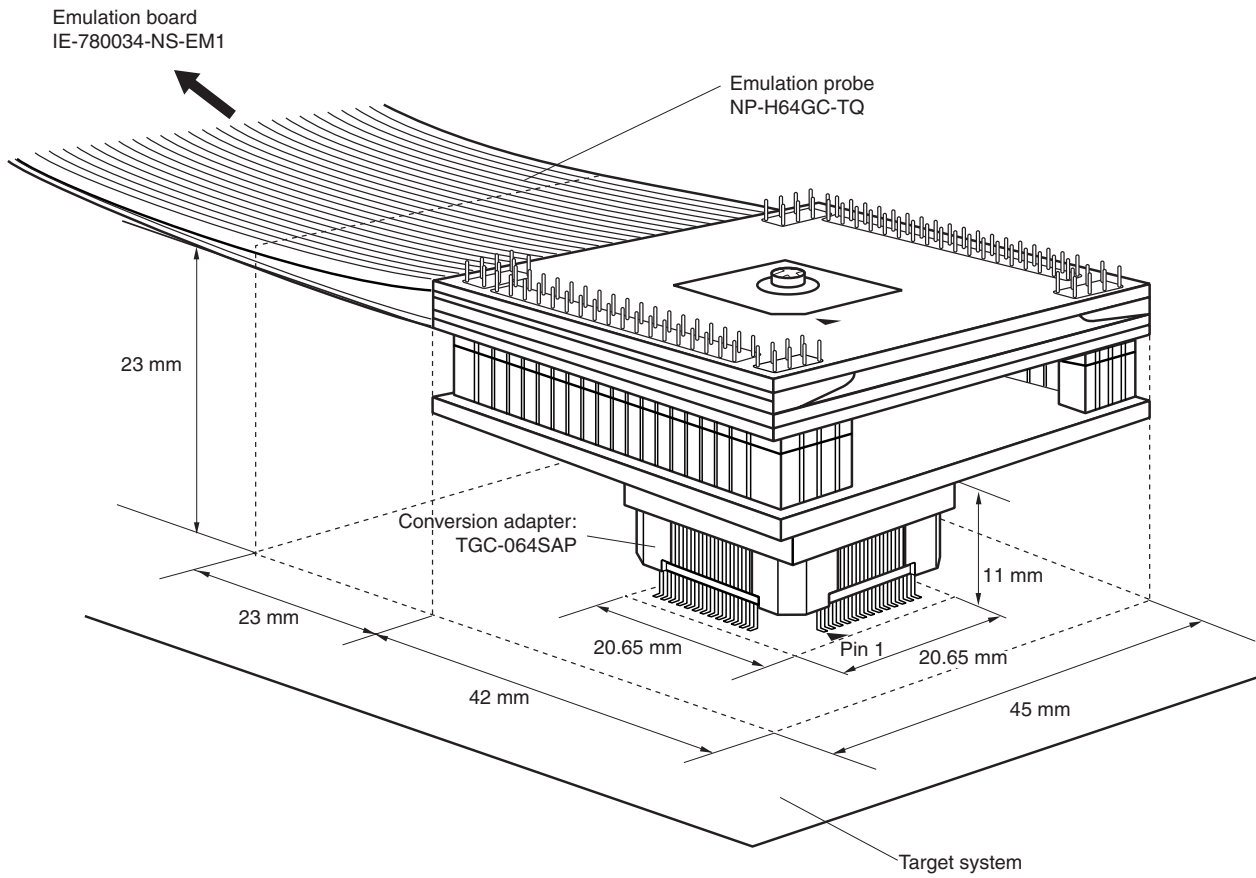 Emulation board
IE-780034-NS-EM1
Emulation probe
NP-H64GC-TQ
23 mm
Conversion adapter:
TGC-064SAP
11 mm
23 mm
20.65 mm
Pin 1
20.65 mm
42 mm
45 mm
Target system